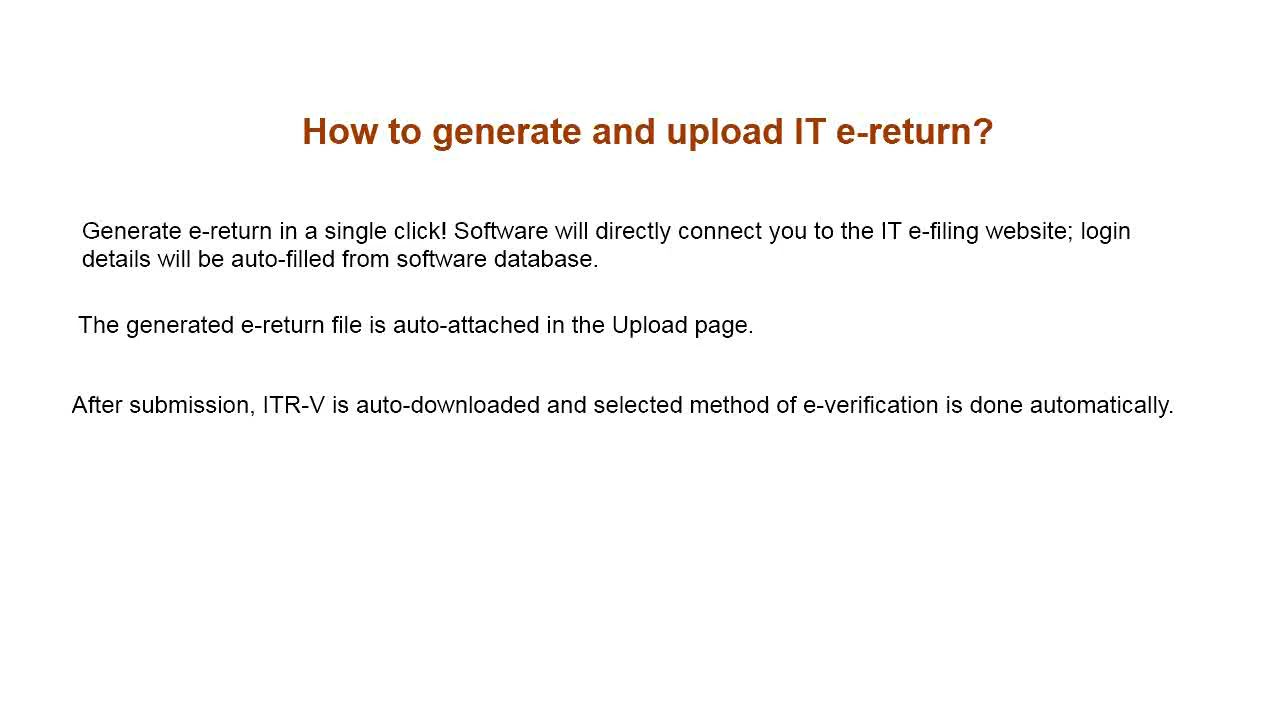 How to generate and upload IT e-return?
Generate e-return in a single click! Software will directly connect you to the IT e-filing website; login
details will be auto-filled from software database.
The generated e-return file is auto-attached in the Upload page.
After submission, ITR-V is auto-downloaded and selected method of e-verification is done automatically.